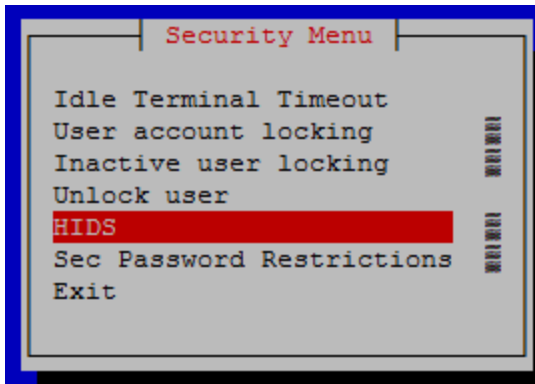 Security Menu
Idle Terminal Timeout
User account locking
Inactive user locking
Unlock user
HIDS
Sec Password Restrictions
Exit